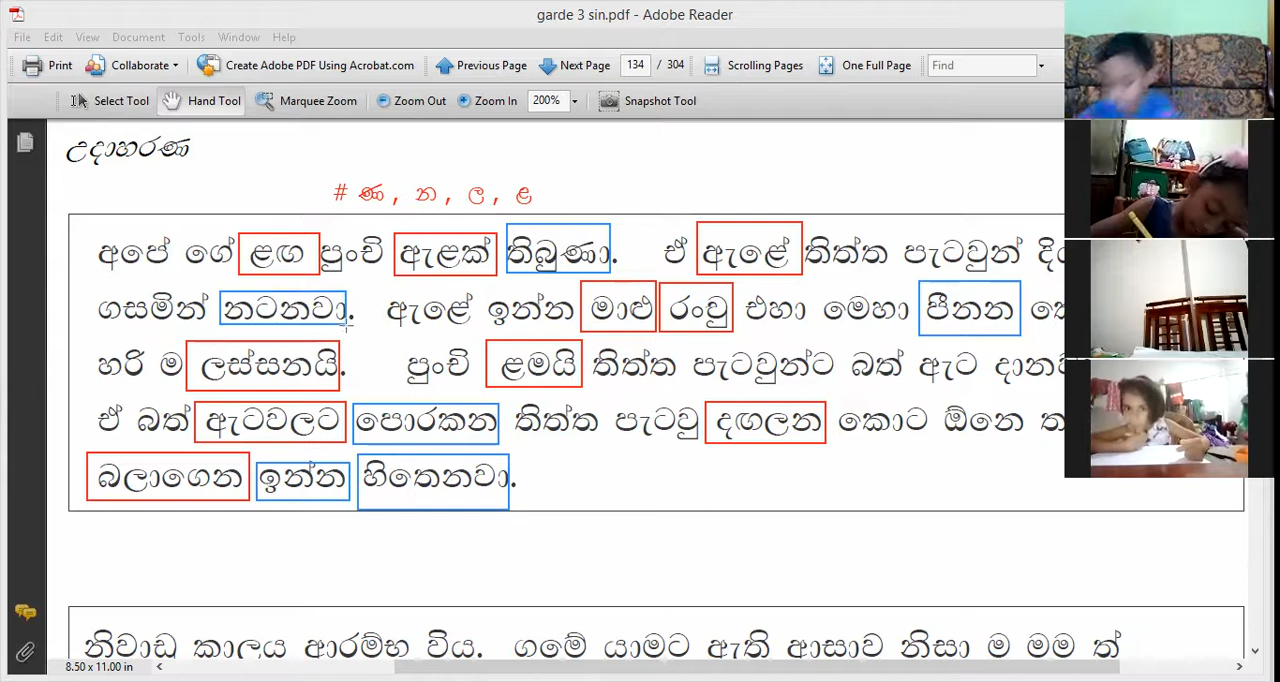 garde 3 sin.pdf - Adobe Reader
File Edit View Document Tools Window Help
Print Collaborate Create Adobe PDF Using Acrobat.com Previous Page Next Page 134 / 304 Scrolling Pages One Full Page Find
Select Tool Hand Tool Marquee Zoom Zoom Out Zoom In 200% Snapshot Tool
උදාහරණ
# ණ , න , ල , ළ
අපේ ගේ ළඟ පුංචි ඇළක් තිබුණා. ඒ ඇළේ තිත්ත පැටවුන්
ගසමින් නටනවා. ඇළේ ඉන්න මාළු රංචු එහා මෙහා පීනන
හරි ම ලස්සනයි. පුංචි ළමයි තිත්ත පැටවුන්ට බත් ඇට
ඒ බත් ඇටවලට පොරකන තිත්ත පැටවු දඟලන කොට ඕනෙ
බලාගෙන ඉන්න හිතෙනවා.
නිවාඩු කාලය ආරම්භ විය. ගමේ යාමට ඇති ආසාව නිසා ම මම ත්
8.50 x 11.00 in